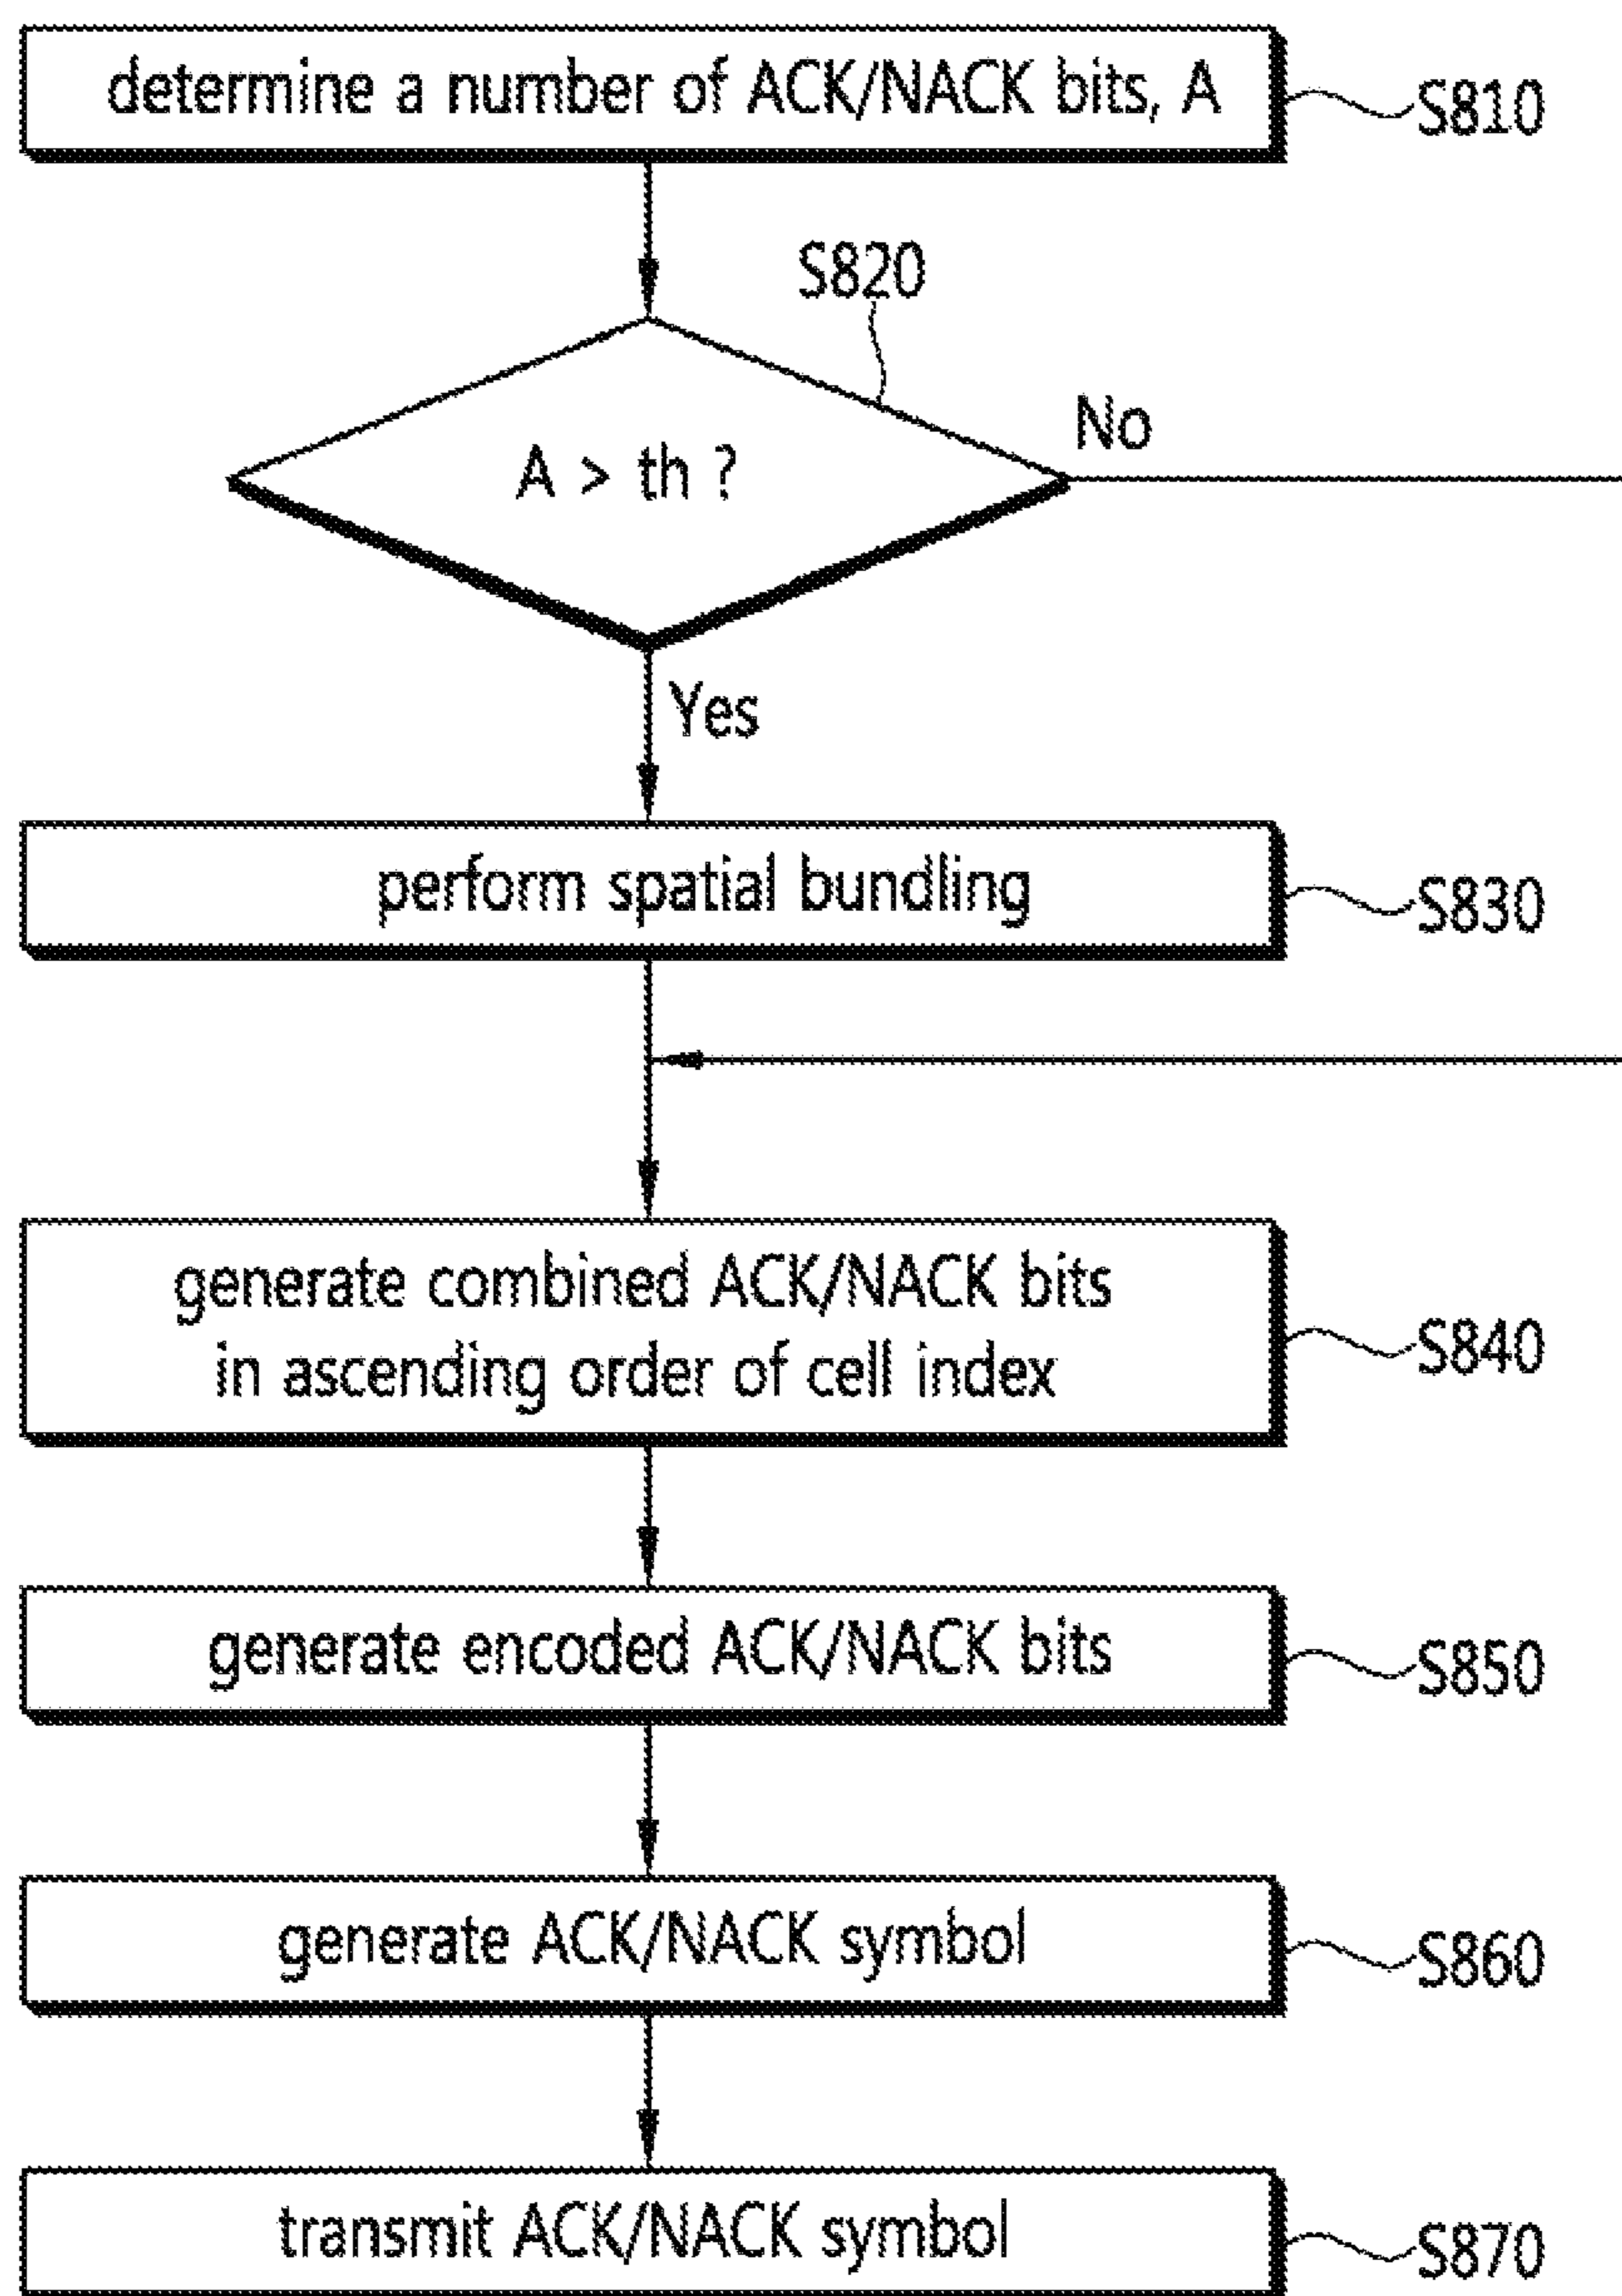 determine a number of ACK/NACK bits, A
S810
S820
A > th ?
No
Yes
perform spatial bundling
S830
generate combined ACK/NACK bits
in ascending order of cell index
S840
generate encoded ACK/NACK bits
S850
generate ACK/NACK symbol
S860
transmit ACK/NACK symbol
S870